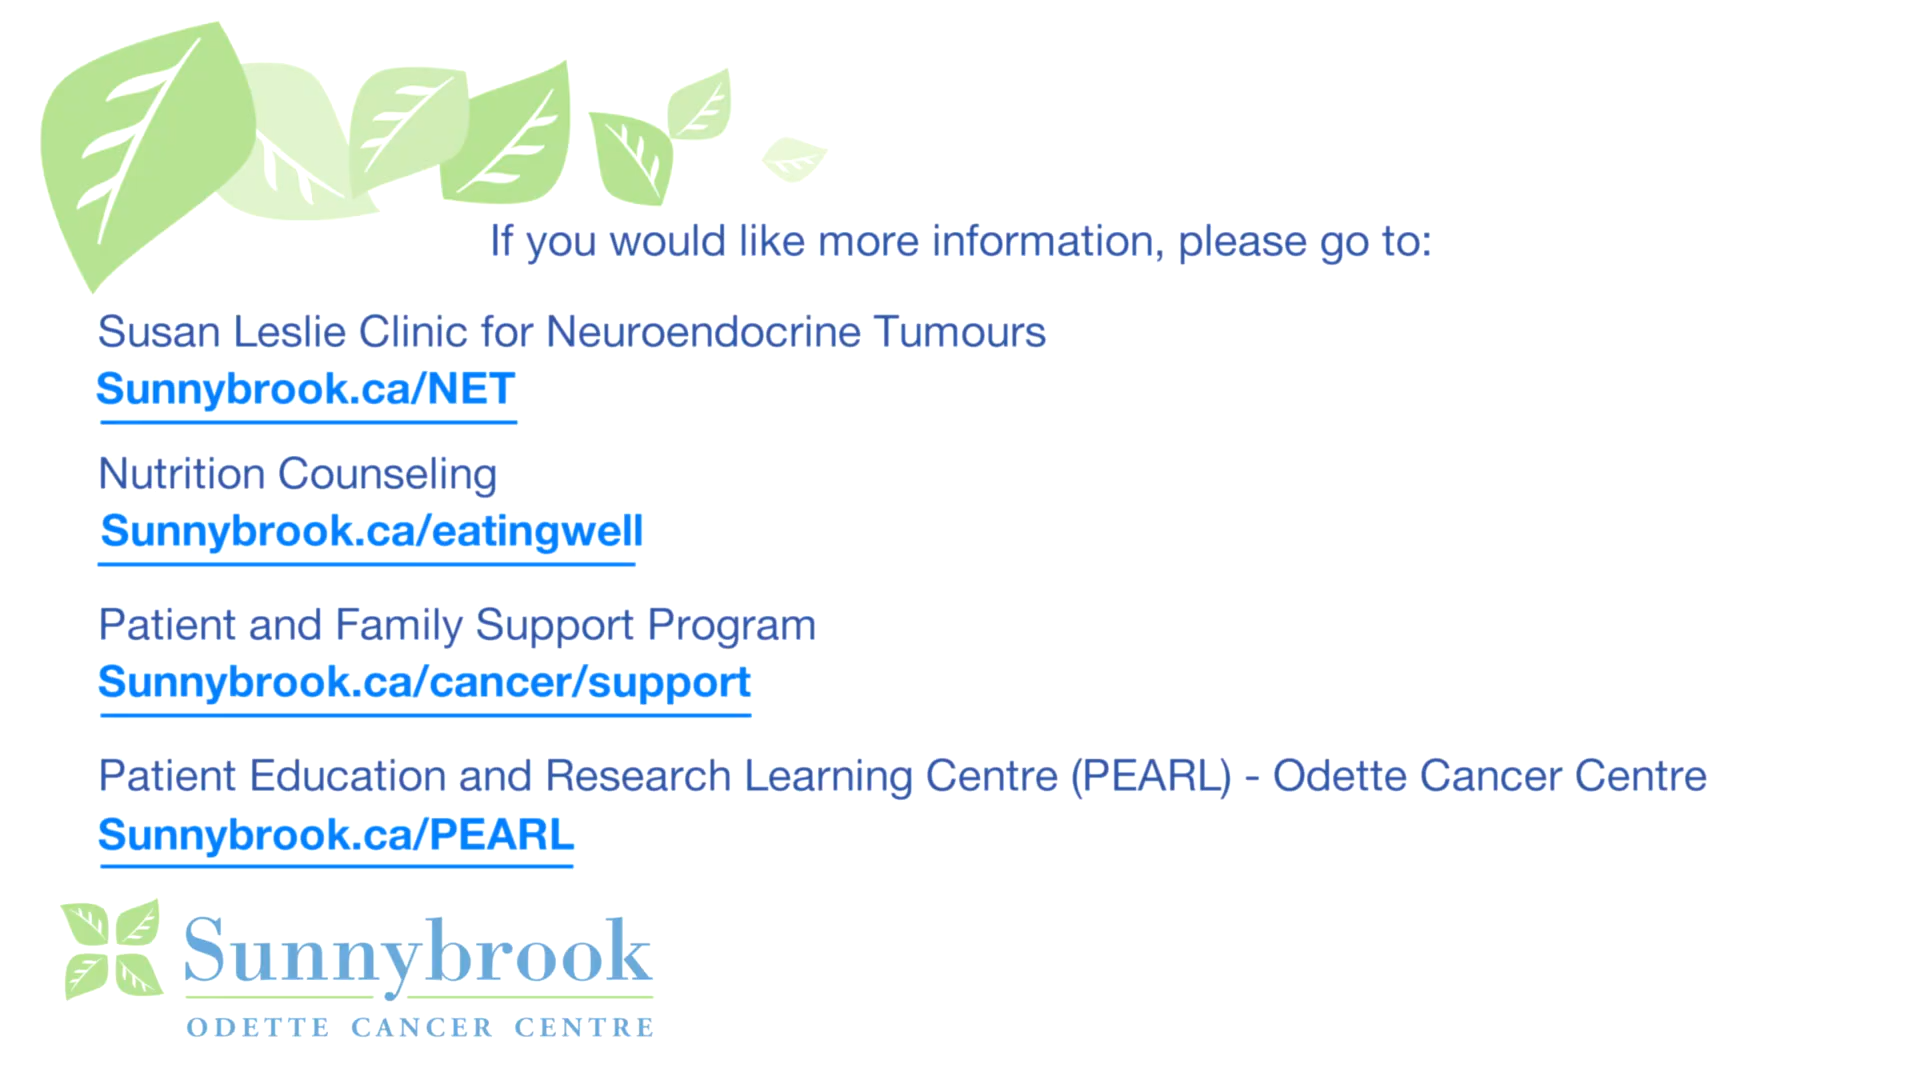 If you would like more information, please go to:
Susan Leslie Clinic for Neuroendocrine Tumours
Sunnybrook.ca/NET
Nutrition Counseling
Sunnybrook.ca/eatingwell
Patient and Family Support Program
Sunnybrook.ca/cancer/support
Patient Education and Research Learning Centre (PEARL) - Odette Cancer Centre
Sunnybrook.ca/PEARL
Sunnybrook
ODETTE CANCER CENTRE